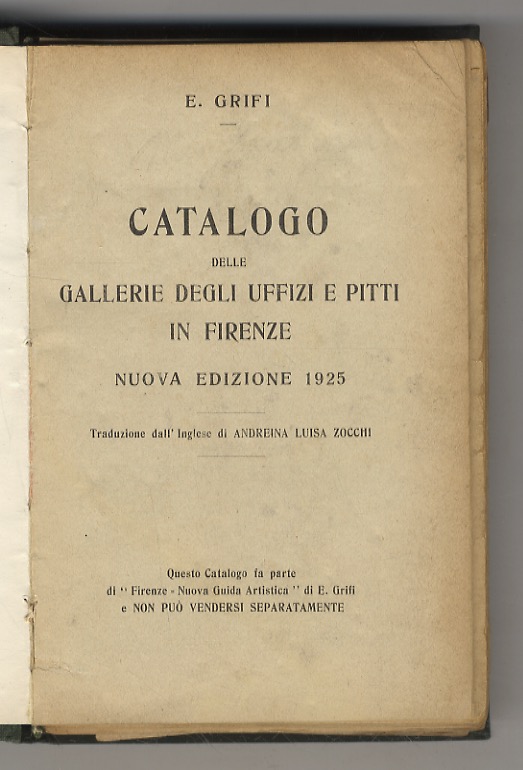 E. GRIFI
CATALOGO
DELLE
GALLERIE DEGLI UFFIZI E PITTI
IN FIRENZE
NUOVA EDIZIONE 1925
Traduzione dall' Inglese di ANDREINA LUISA ZOCCHI
Questo Catalogo fa parte
di " Firenze - Nuova Guida Artistica " di E. Grifi
e NON PUÒ VENDERSI SEPARATAMENTE